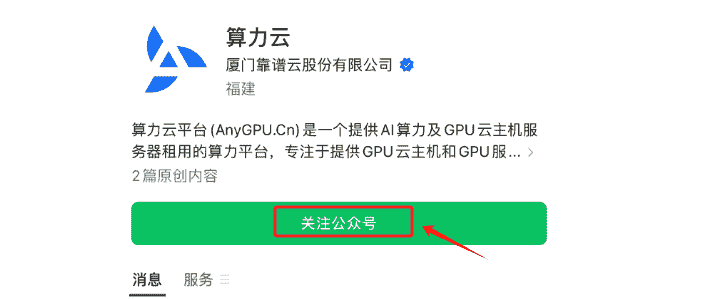 算力云
厦门靠谱云股份有限公司
福建
算力云平台(AnyGPU.Cn)是一个提供AI算力及GPU云主机服
务器租用的算力平台，专注于提供GPU云主机和GPU服...
2篇原创内容
关注公众号
消息 服务